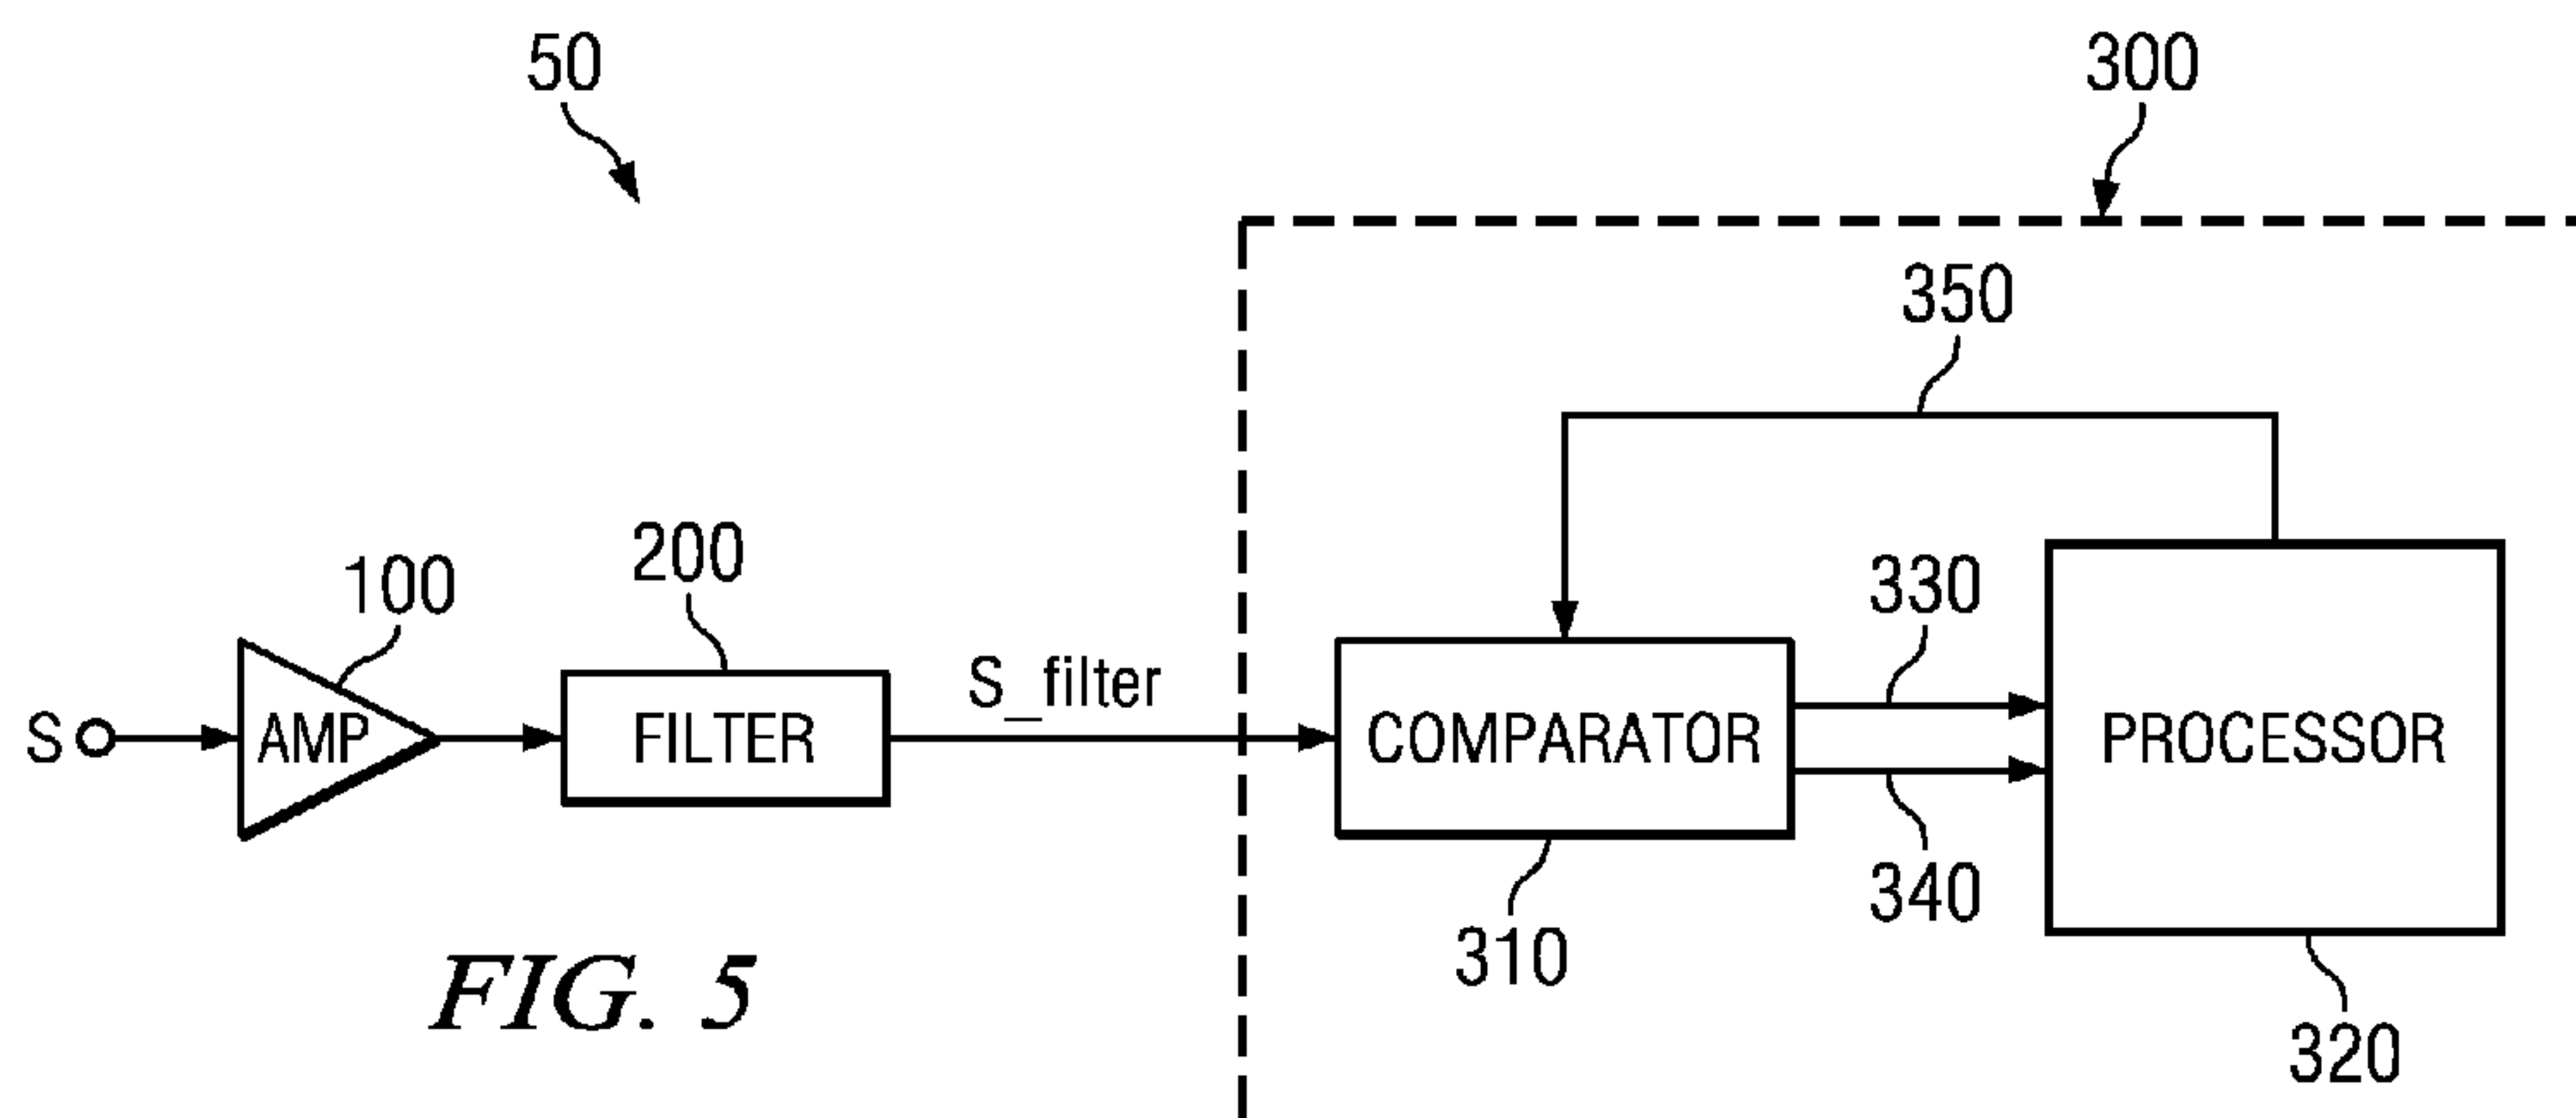 50
300
350
330
200
100
S_filter
S
AMP
FILTER
COMPARATOR
PROCESSOR
340
310
FIG. 5
320